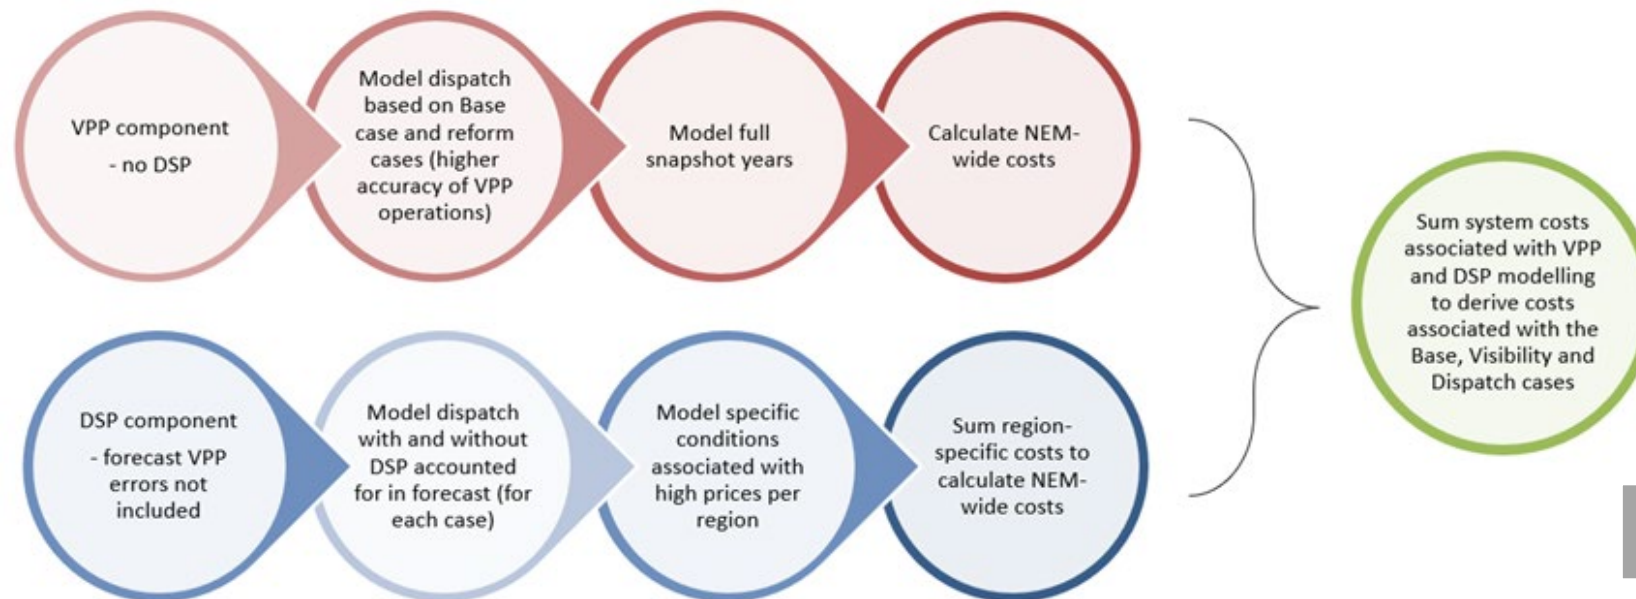 VPP component
- no DSP
Model dispatch
based on Base
case and reform
cases (higher
accuracy of VPP
operations)
Model full
snapshot years
Calculate NEM-
wide costs
DSP component
- forecast VPP
errors not
included
Model dispatch
with and without
DSP accounted
for in forecast (for
each case)
Model specific
conditions
associated with
high prices per
region
Sum region-
specific costs to
calculate NEM-
wide costs
Sum system costs
associated with VPP
and DSP modelling
to derive costs
associated with the
Base, Visibility and
Dispatch cases